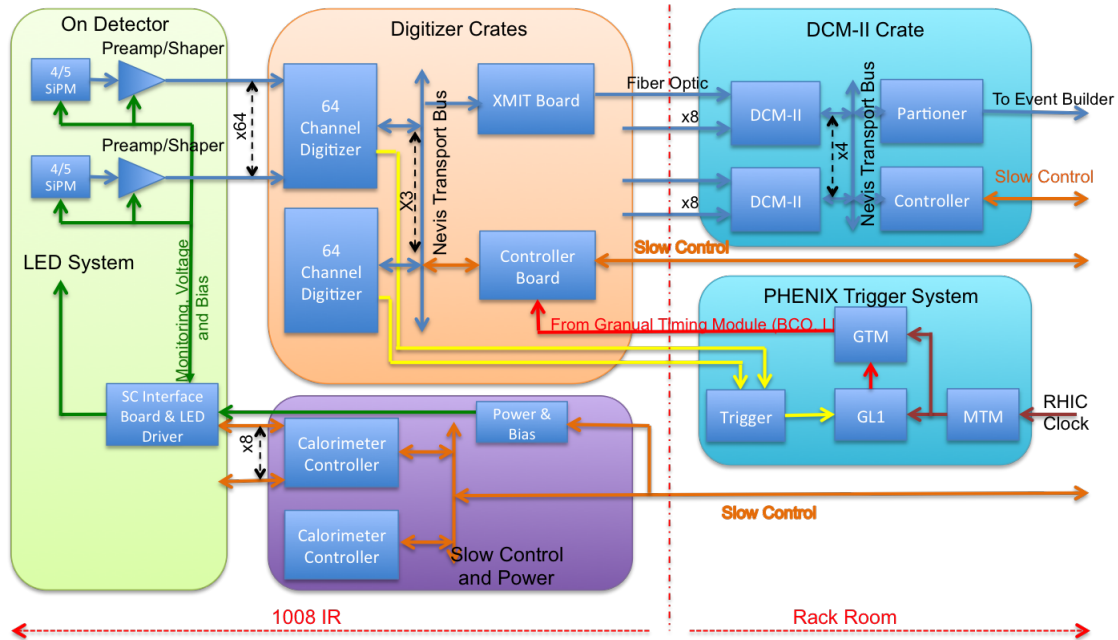 On Detector
Preamp/Shaper
4/5
SiPM
x64
Preamp/Shaper
4/5
SiPM
LED System
Monitoring, Voltage
and Bias
SC Interface
Board & LED
Driver
x8
Digitizer Crates
64
Channel
Digitizer
X3
Nevis Transport Bus
XMIT Board
64
Channel
Digitizer
Controller
Board
From Granual Timing Module (BCO,
Fiber Optic
x8
x8
Slow Control
DCM-II Crate
DCM-II
DCM-II
x4
Nevis Transport Bus
Partioner
Controller
To Event Builder
Slow Control
PHENIX Trigger System
GTM
Trigger
GL1
MTM
RHIC
Clock
Power &
Bias
Calorimeter
Controller
Calorimeter
Controller
Slow Control
and Power
Slow Control
1008 IR
Rack Room